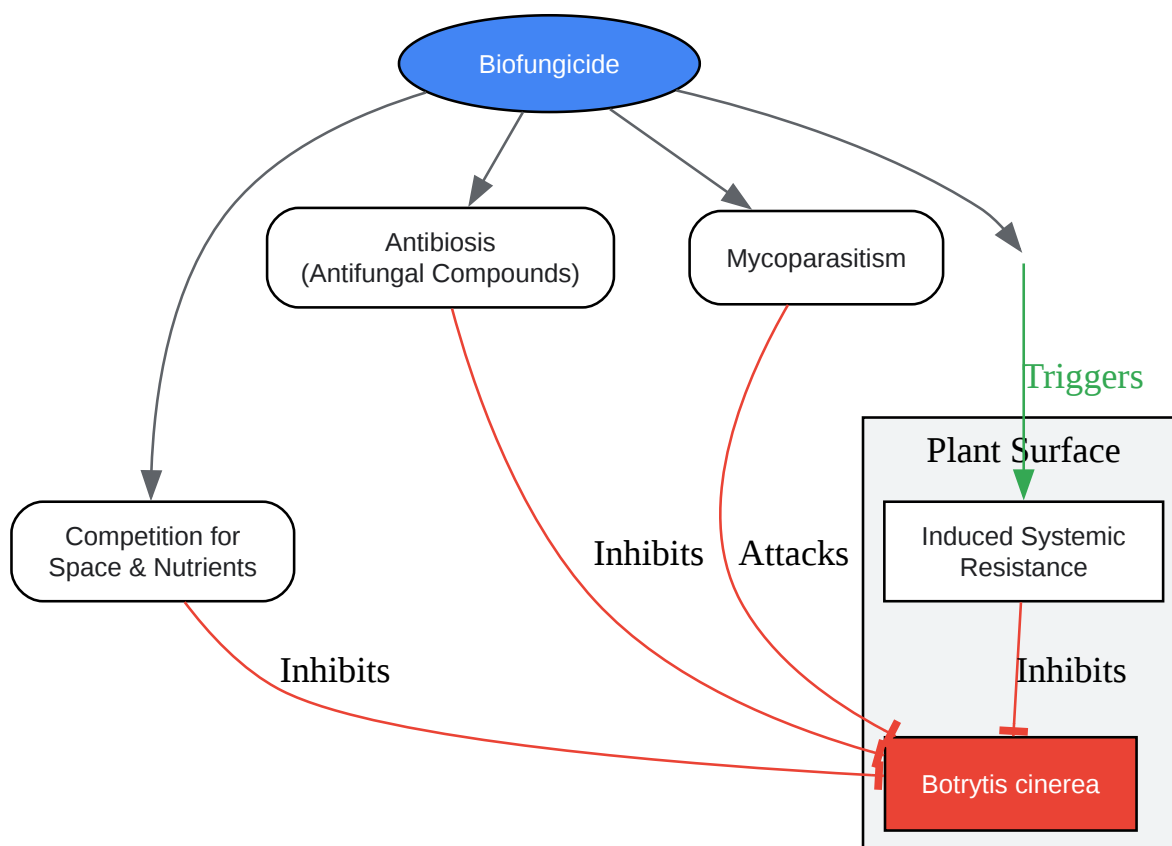 Biofungicide
Antibiosis
(Antifungal Compounds)
Mycoparasitism
Triggers
Plant Surface
Competition for
Space & Nutrients
Inhibits
Attacks
Induced Systemic
Resistance
Inhibits
Inhibits
Botrytis cinerea